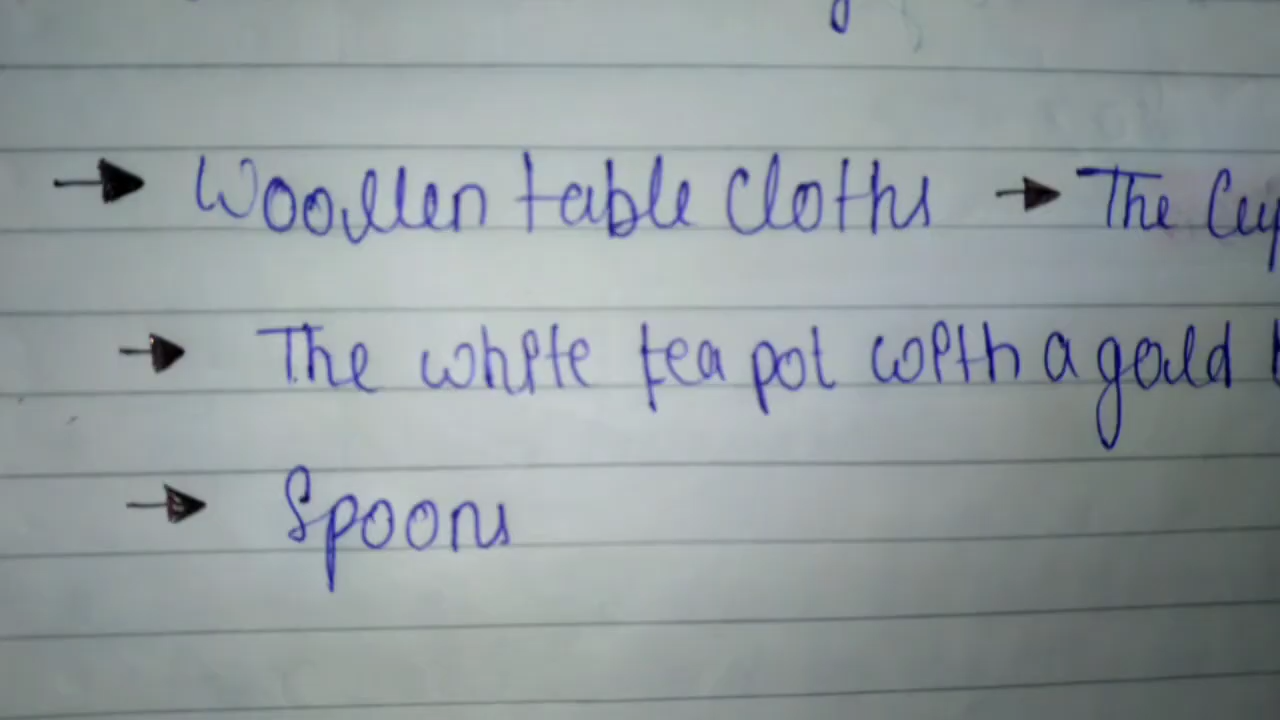 → Woollen table cloths → The
→ The white tea pot with a gold
→ Spoons